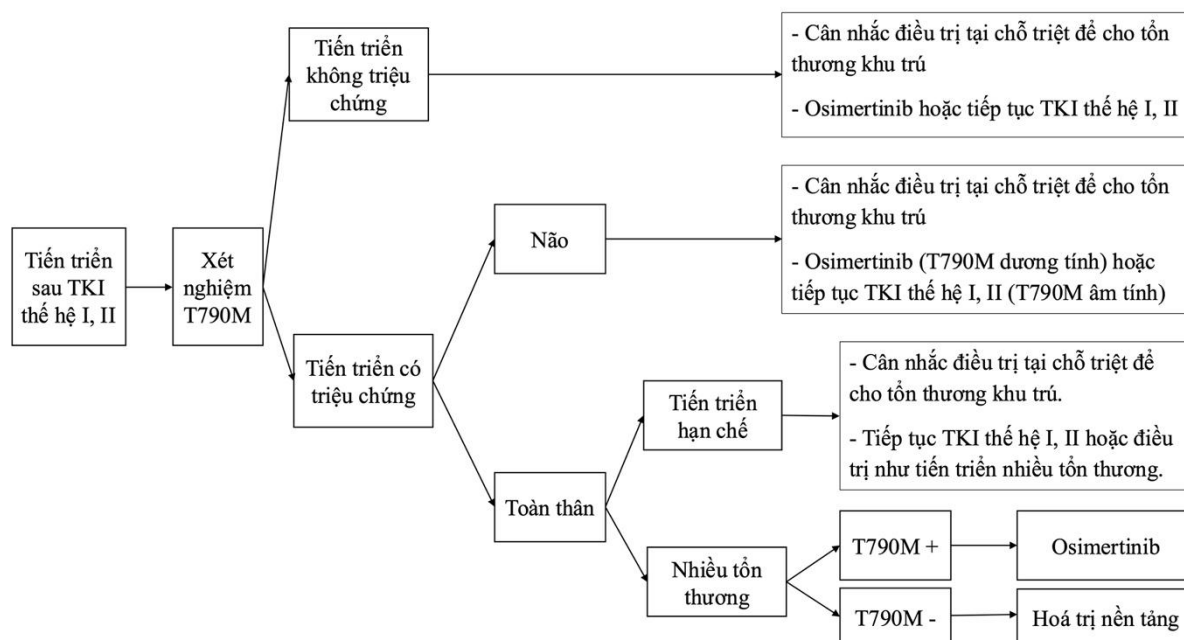 Tiến triển
sau TKI
thế hệ I, II
Xét
nghiệm
T790M
Tiến triển
không triệu
chứng
- Cân nhắc điều trị tại chỗ triệt để cho tổn
thương khu trú
- Osimertinib hoặc tiếp tục TKI thế hệ I, II
Tiến triển có
triệu chứng
Não
- Cân nhắc điều trị tại chỗ triệt để cho tổn
thương khu trú
- Osimertinib (T790M dương tính) hoặc
tiếp tục TKI thế hệ I, II (T790M âm tính)
Toàn thân
Tiến triển
hạn chế
- Cân nhắc điều trị tại chỗ triệt để
cho tổn thương khu trú.
- Tiếp tục TKI thế hệ I, II hoặc điều
trị như tiến triển nhiều tổn thương.
Nhiều tổn
thương
T790M +
Osimertinib
T790M -
Hoá trị nền tảng